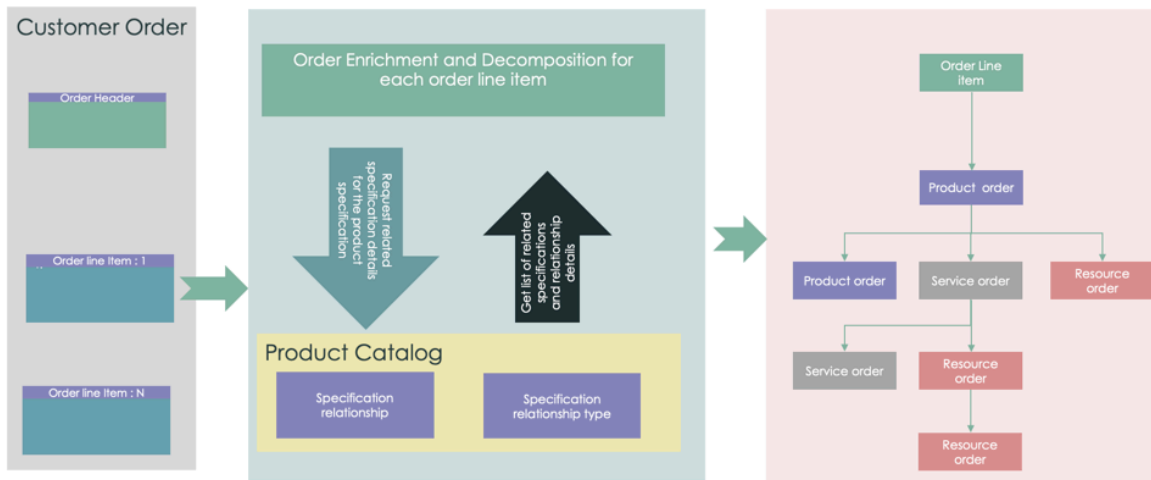 Customer Order
Order Header
Order line Item : 1
Order line Item : N
Order Enrichment and Decomposition for
each order line item
Request related
specification details
for the product
specification
Get list of related
specifications
and relationship
details
Product Catalog
Specification
relationship
Specification
relationship type
Order Line
item
Product order
Product order
Service order
Resource
order
Service order
Resource
order
Resource
order